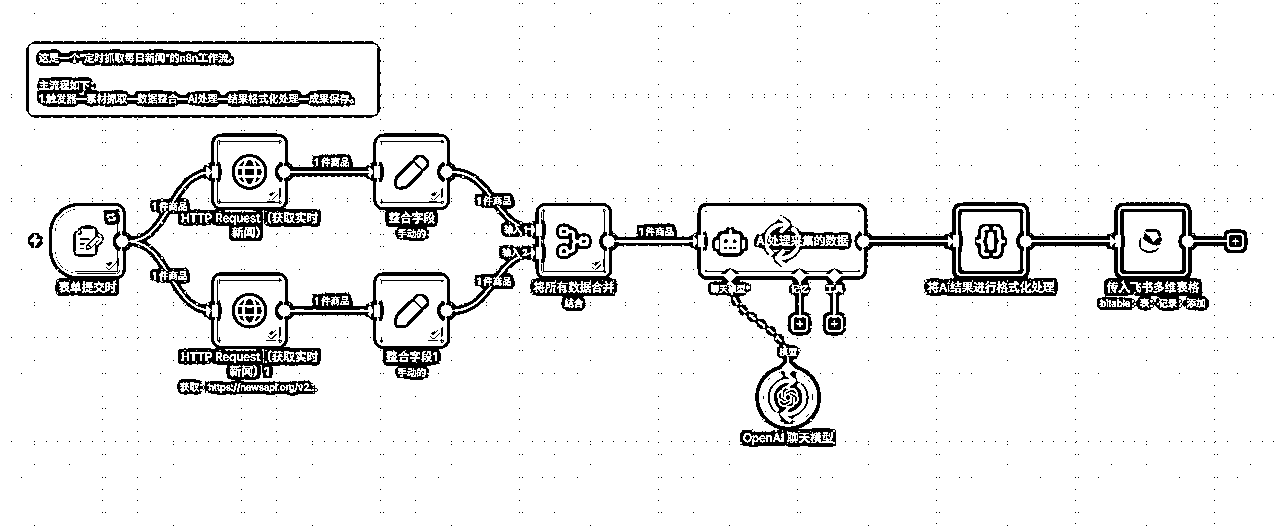 这是一个"定时抓取每日新闻"的n8n工作流。
主流程如下：
1.触发器—素材抓取—数据整合—AI处理—结果格式化处理—成果保存。
1件商品
1件商品
HTTP Request（获取实时
新闻）
整合字段
手动的
1件商品
输入1
1件商品
表单提交时
输入2
将所有数据合并
结合
1件商品
AI处理搜集的数据
聊天模型*
记忆
工具
将AI结果进行格式化处理
传入飞书多维表格
bitable：表：记录：添加
1件商品
1件商品
1件商品
HTTP Request（获取实时
新闻）1
获取：https://newsapi.org/v2...
整合字段1
手动的
模型
OpenAI 聊天模型